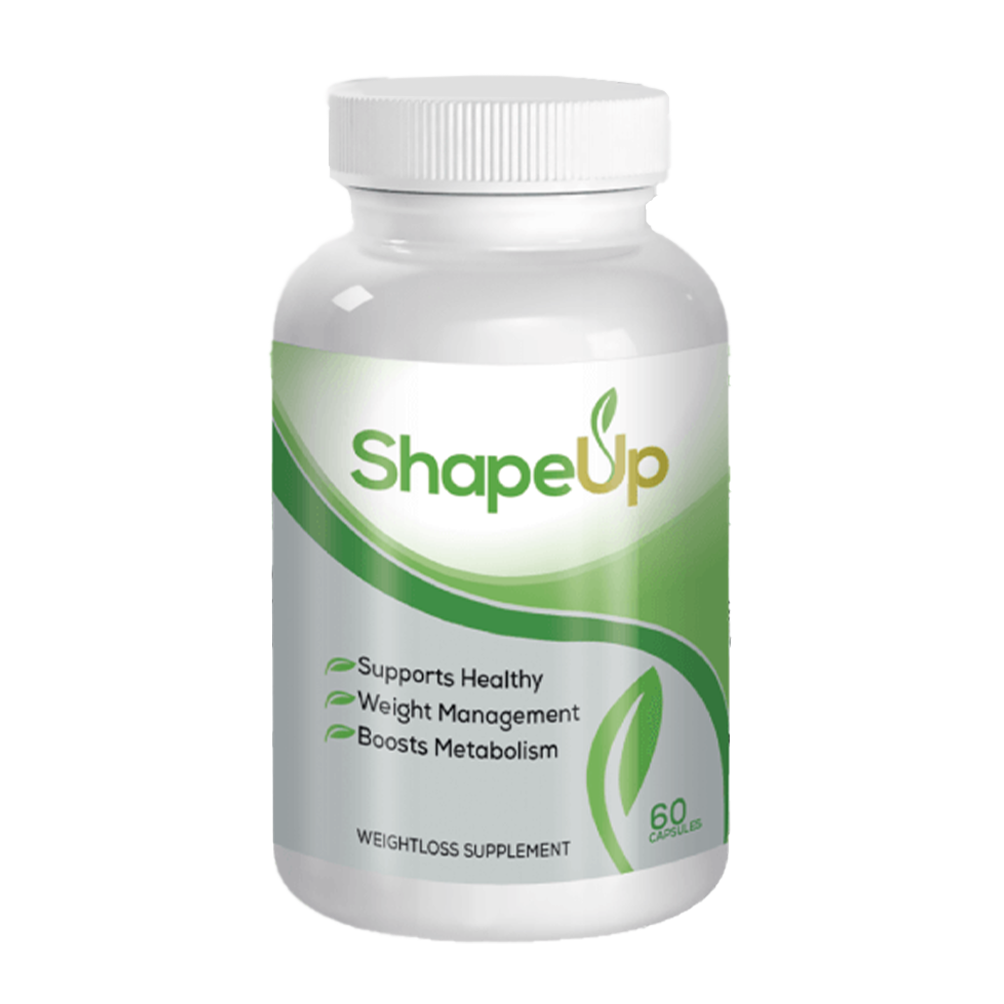 ShapeUp
Supports Healthy
Weight Management
Boosts Metabolism
60
CAPSULES
WEIGHTLOSS SUPPLEMENT